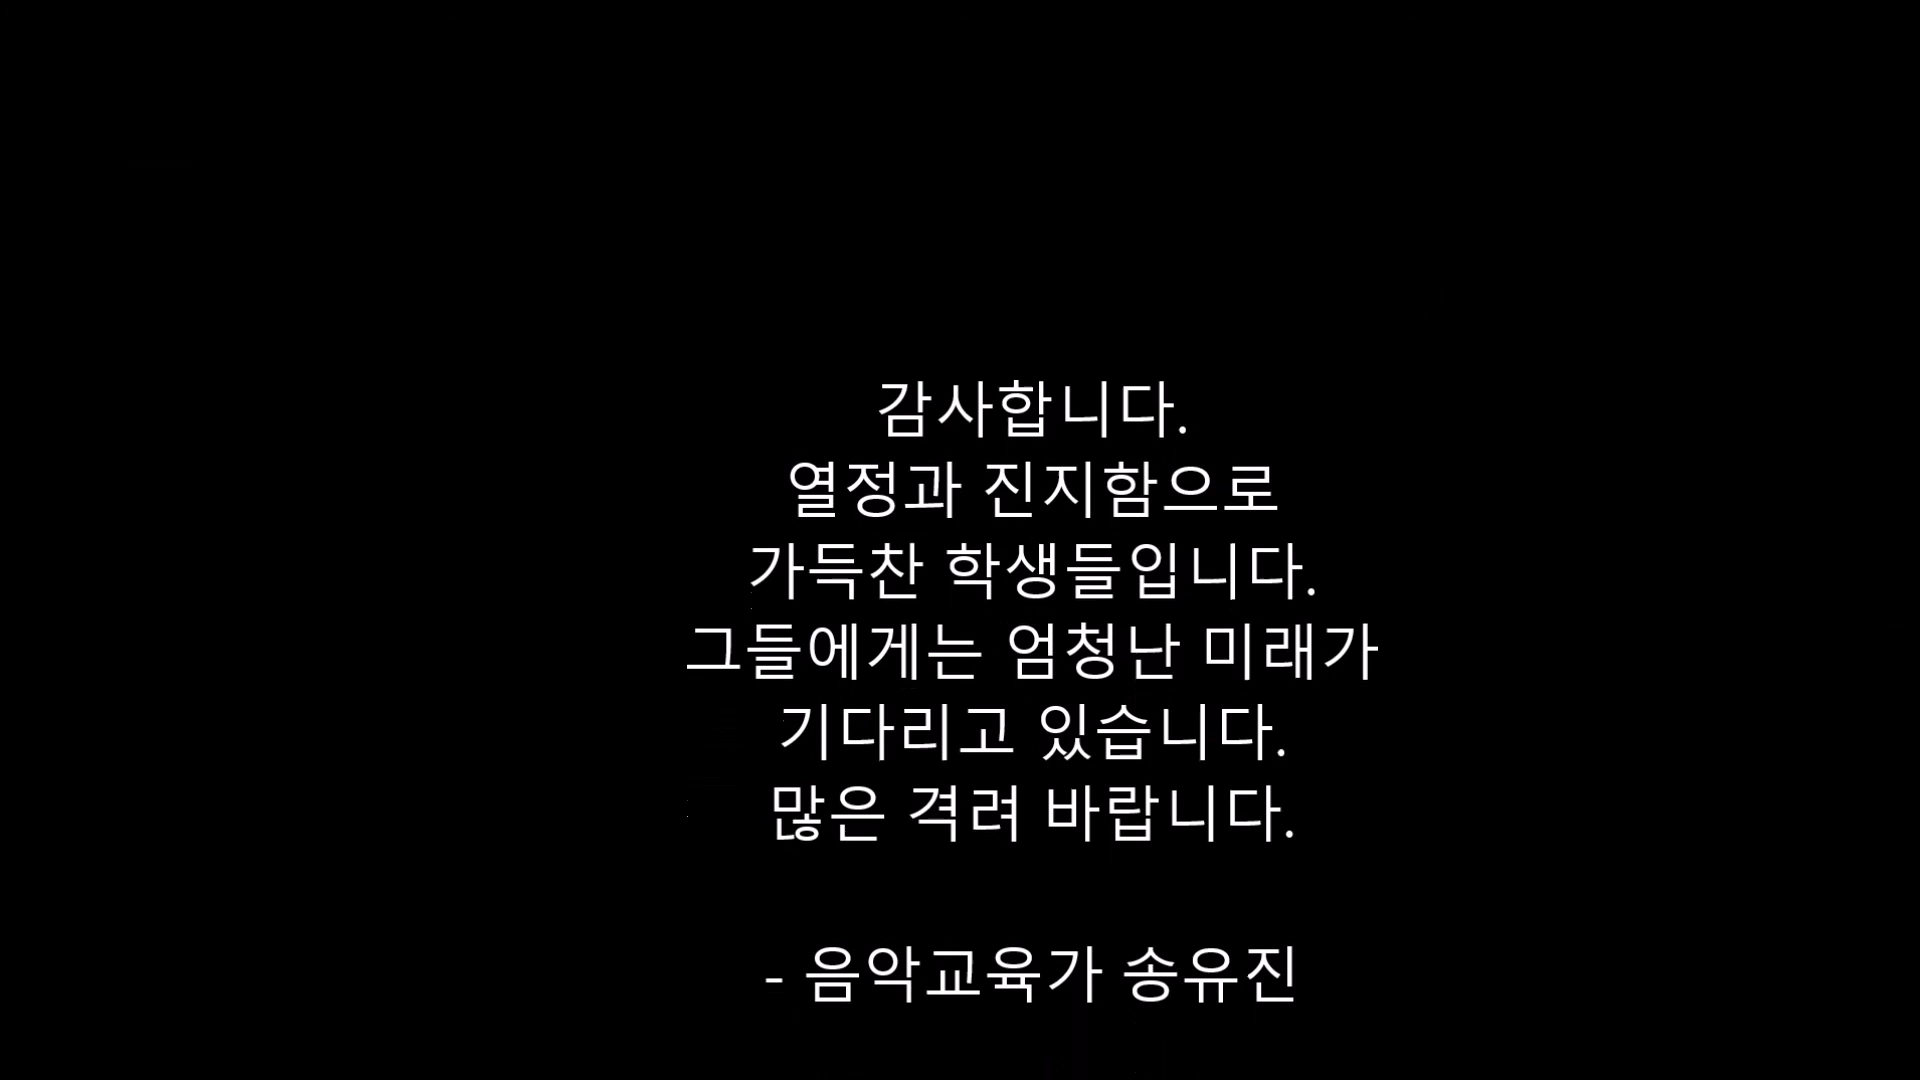 감사합니다.
열정과 진지함으로
가득찬 학생들입니다.
그들에게는 엄청난 미래가
기다리고 있습니다.
많은 격려 바랍니다.
- 음악교육가 송유진